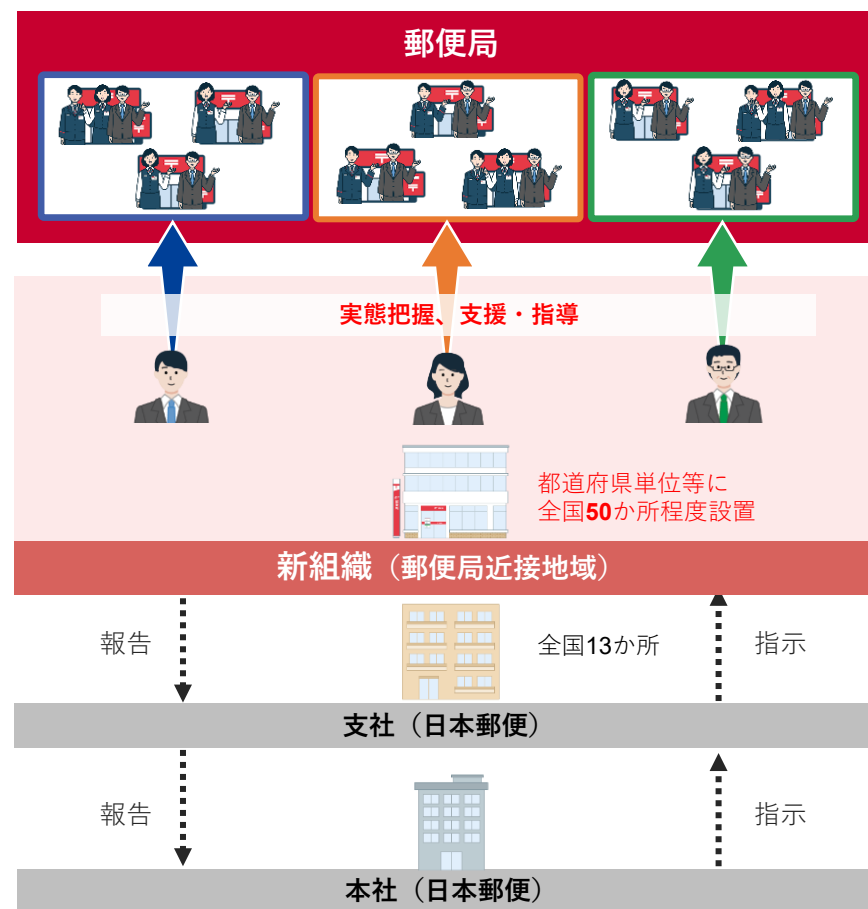 郵便局
実態把握、支援・指導
都道府県単位等に
全国50か所程度設置
新組織（郵便局近接地域）
報告
全国13か所
指示
支社（日本郵便）
報告
指示
本社（日本郵便）